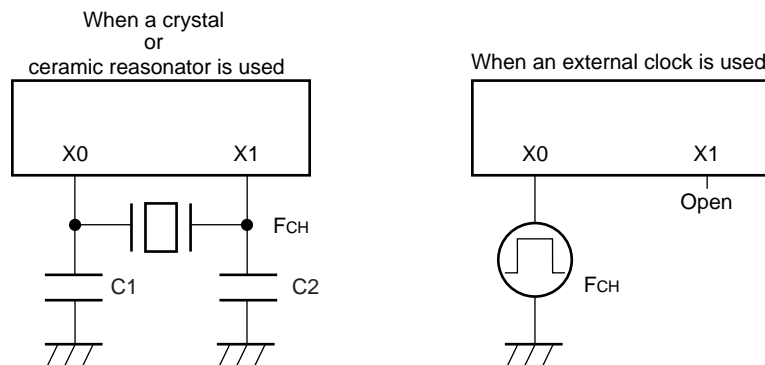 When a crystal
or
ceramic reasonator is used
X0 X1
FCH
C1 C2
When an external clock is used
X0 X1
Open
FCH